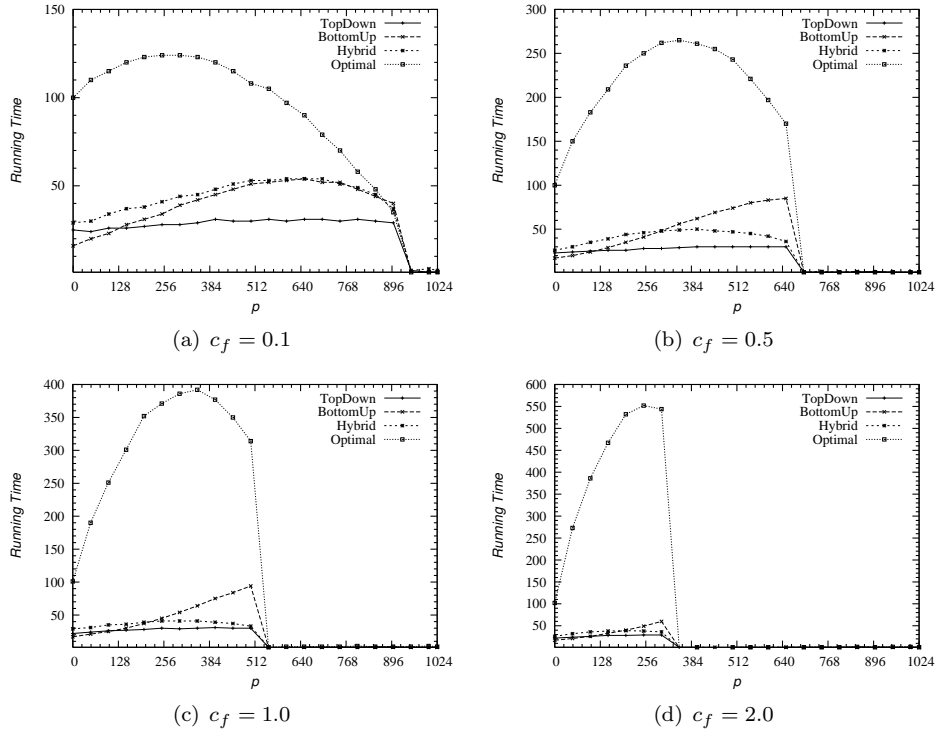 150
100
50
Running Time
TopDown
BottomUp
Hybrid
Optimal
0 128 256 384 512 640 768 896 1024
p
(a) c_f = 0.1
300
250
200
150
100
50
Running Time
TopDown
BottomUp
Hybrid
Optimal
0 128 256 384 512 640 768 896 1024
p
(b) c_f = 0.5
400
350
300
250
200
150
100
50
Running Time
TopDown
BottomUp
Hybrid
Optimal
0 128 256 384 512 640 768 896 1024
p
(c) c_f = 1.0
600
550
500
450
400
350
300
250
200
150
100
50
Running Time
TopDown
BottomUp
Hybrid
Optimal
0 128 256 384 512 640 768 896 1024
p
(d) c_f = 2.0